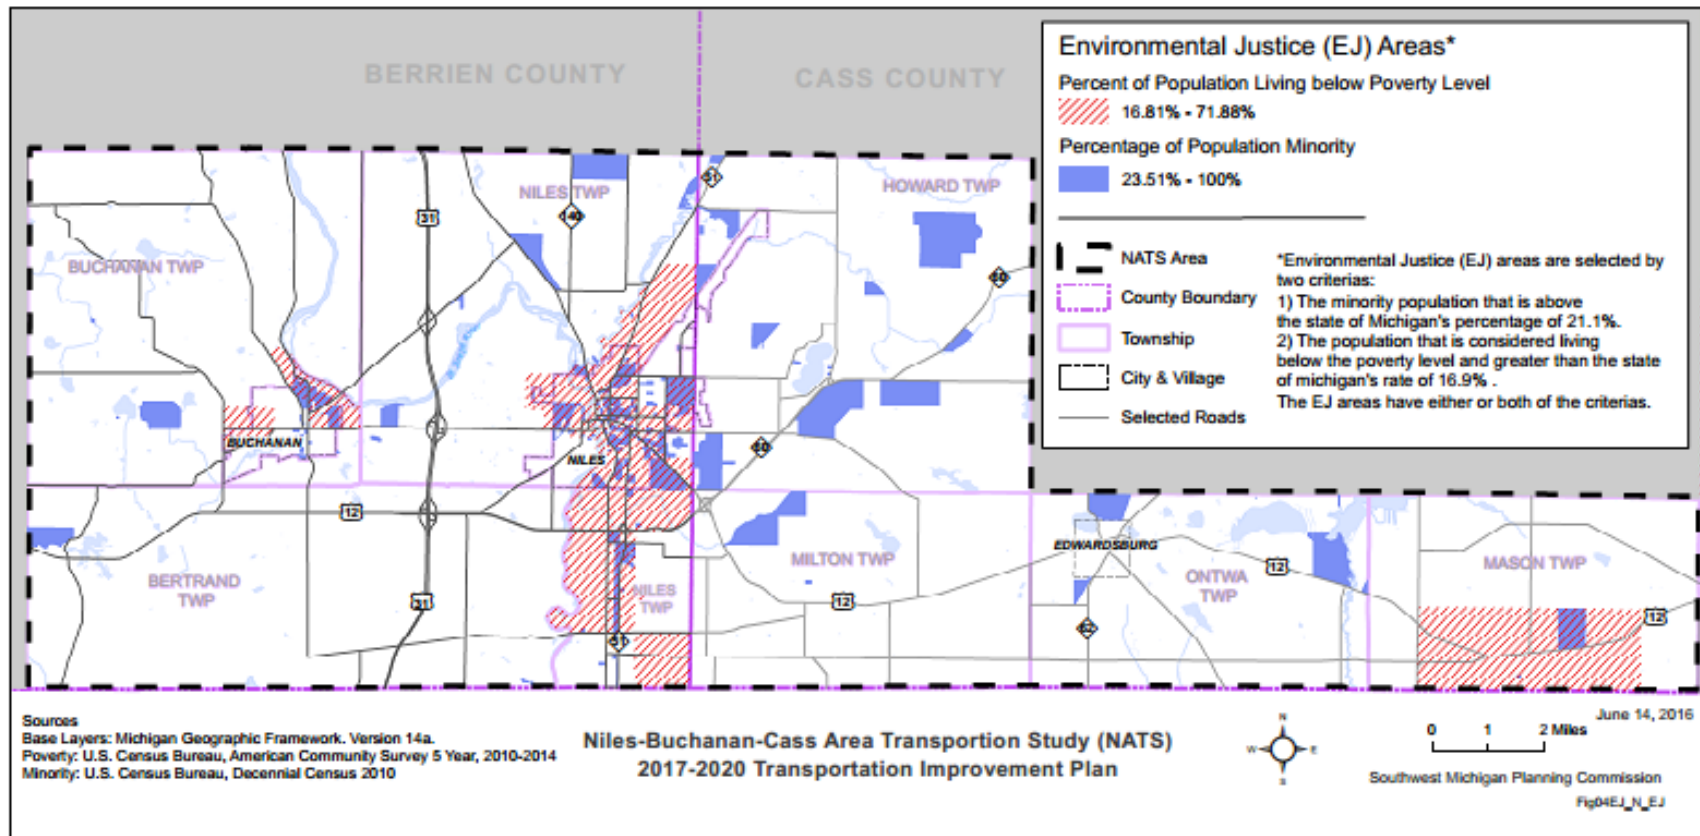 BERRIEN COUNTY
CASS COUNTY
Environmental Justice (EJ) Areas*
Percent of Population Living below Poverty Level
16.81% - 71.88%
Percentage of Population Minority
23.51% - 100%
NATS Area
County Boundary
Township
City & Village
Selected Roads
*Environmental Justice (EJ) areas are selected by
two criterias:
1) The minority population that is above
the state of Michigan's percentage of 21.1%.
2) The population that is considered living
below the poverty level and greater than the state
of michigan's rate of 16.9% .
The EJ areas have either or both of the criterias.
NILES TWP
HOWARD TWP
51
31
140
BUCHANAN TWP
60
BUCHANAN
NILES
60
12
EDWARDSBURG
MILTON TWP
MASON TWP
BERTRAND
TWP
ONTWA
TWP
12
NILES
TWP
31
12
12
62
51
Sources
Base Layers: Michigan Geographic Framework. Version 14a.
Poverty: U.S. Census Bureau, American Community Survey 5 Year, 2010-2014
Minority: U.S. Census Bureau, Decennial Census 2010
Niles-Buchanan-Cass Area Transportion Study (NATS)
2017-2020 Transportation Improvement Plan
N
W
E
S
June 14, 2016
0 1 2 Miles
Southwest Michigan Planning Commission
Fig04EJ_N_EJ